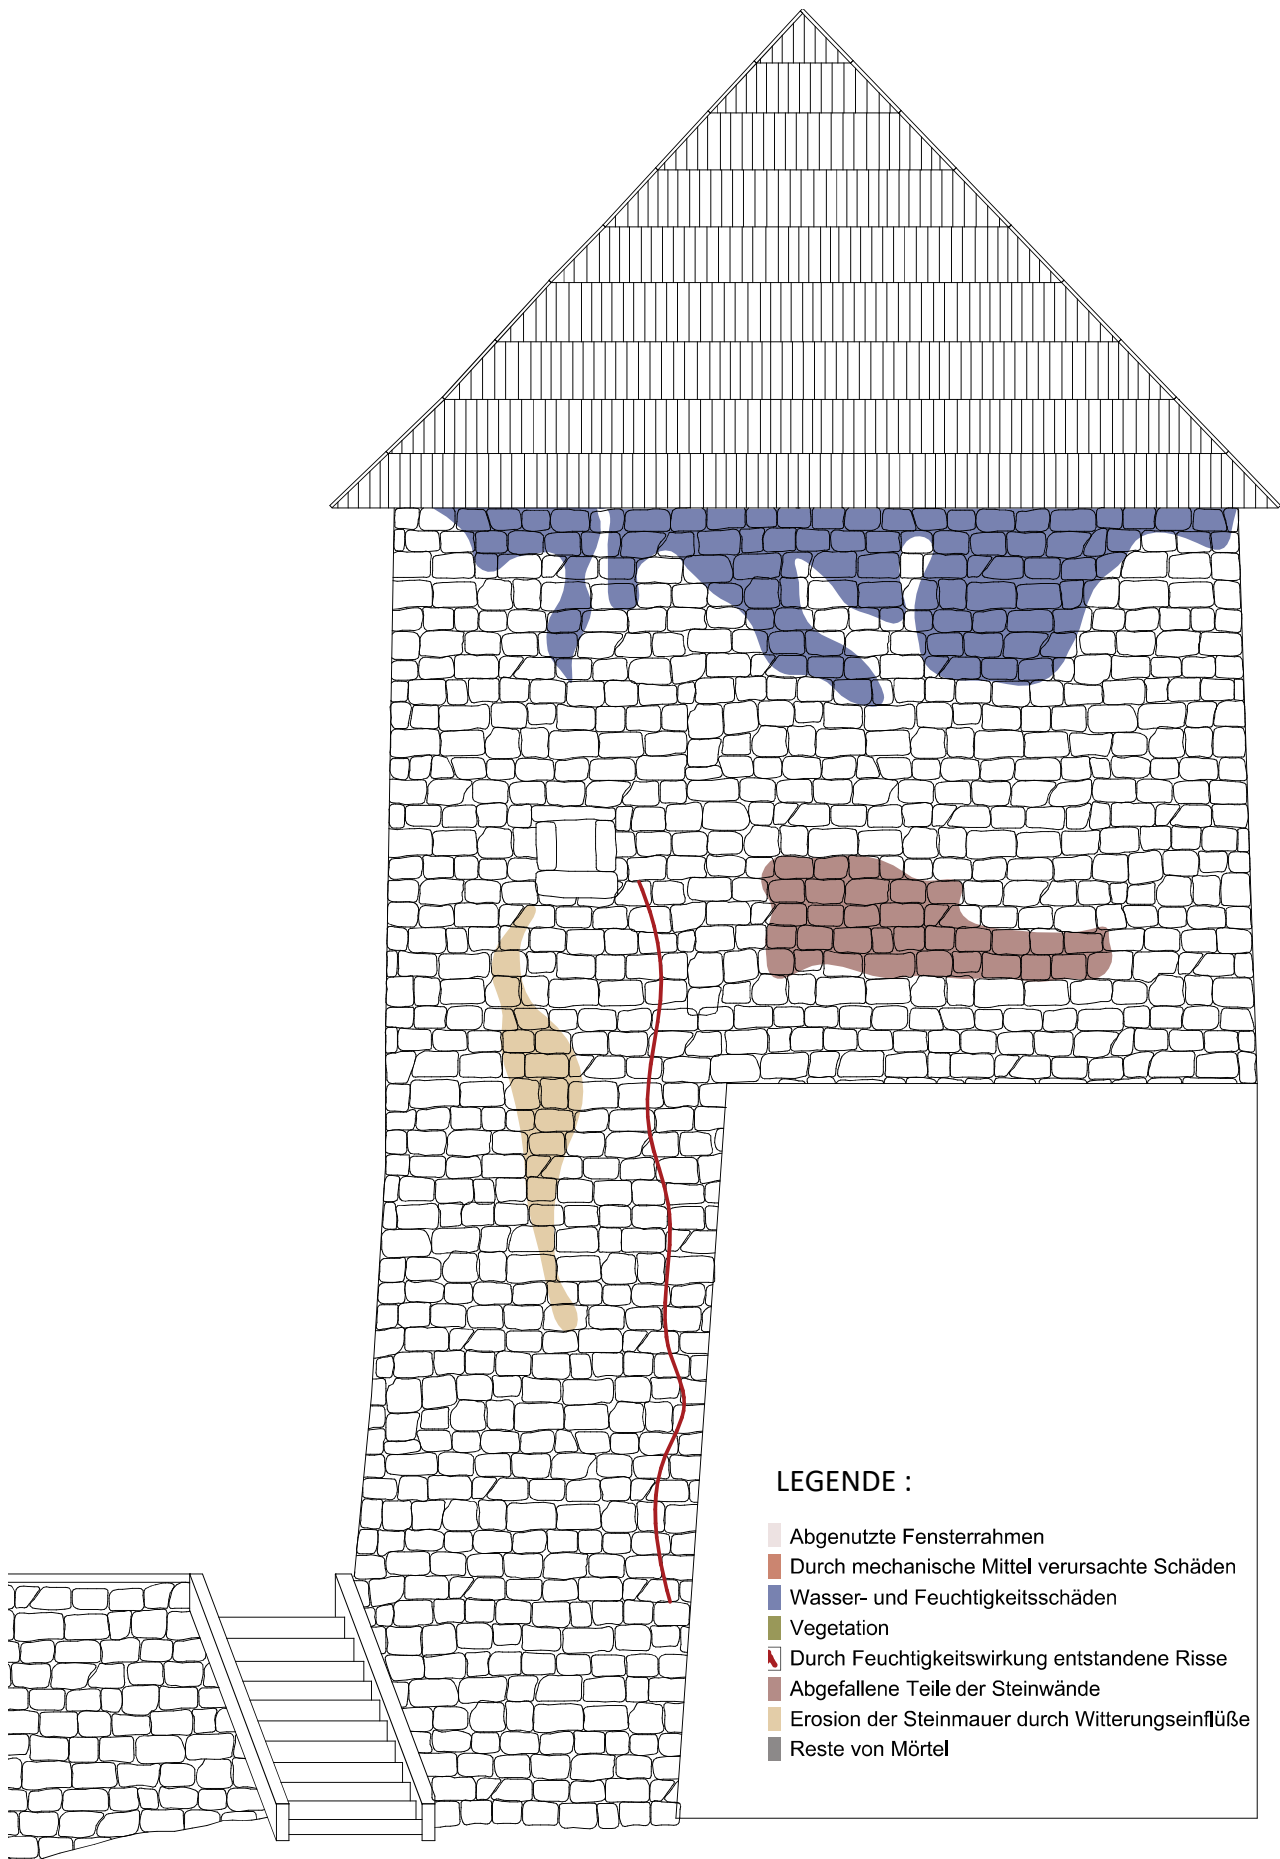 LEGENDE :
Abgenutzte Fensterrahmen
Durch mechanische Mittel verursachte Schäden
Wasser- und Feuchtigkeitsschäden
Vegetation
Durch Feuchtigkeitswirkung entstandene Risse
Abgefallene Teile der Steinwände
Erosion der Steinmauer durch Witterungseinflüße
Reste von Mörtel